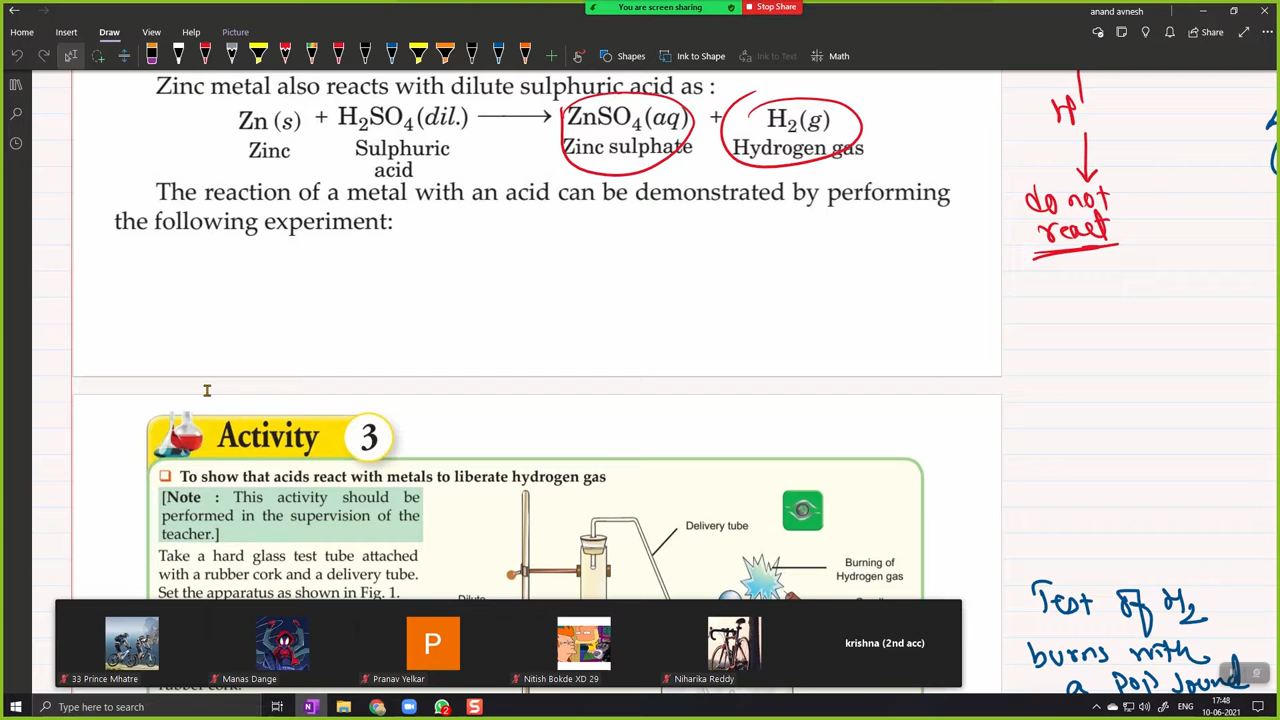 You are screen sharing
Stop Share
anand avnesh
Home Insert Draw View Help Picture
Share
Shapes Ink to Shape Ink to Text Math
Zinc metal also reacts with dilute sulphuric acid as :
Zn (s) + H₂SO₄(dil.) ⟶ ZnSO₄(aq) + H₂(g)
Zinc Sulphuric Zinc sulphate Hydrogen gas
acid
The reaction of a metal with an acid can be demonstrated by performing
the following experiment:
do not
react
Activity 3
To show that acids react with metals to liberate hydrogen gas
[Note : This activity should be
performed in the supervision of the
teacher.]
Take a hard glass test tube attached
with a rubber cork and a delivery tube.
Set the apparatus as shown in Fig. 1.
Delivery tube
Burning of
Hydrogen gas
Dilute
rubber cork.
Test of H₂
burns with
a pop sound
P
krishna (2nd acc)
33 Prince Mhatre
Manas Dange
Pranav Yelkar
Nitish Bokde XD 29
Niharika Reddy
Type here to search
ENG
17:48
10-06-2021